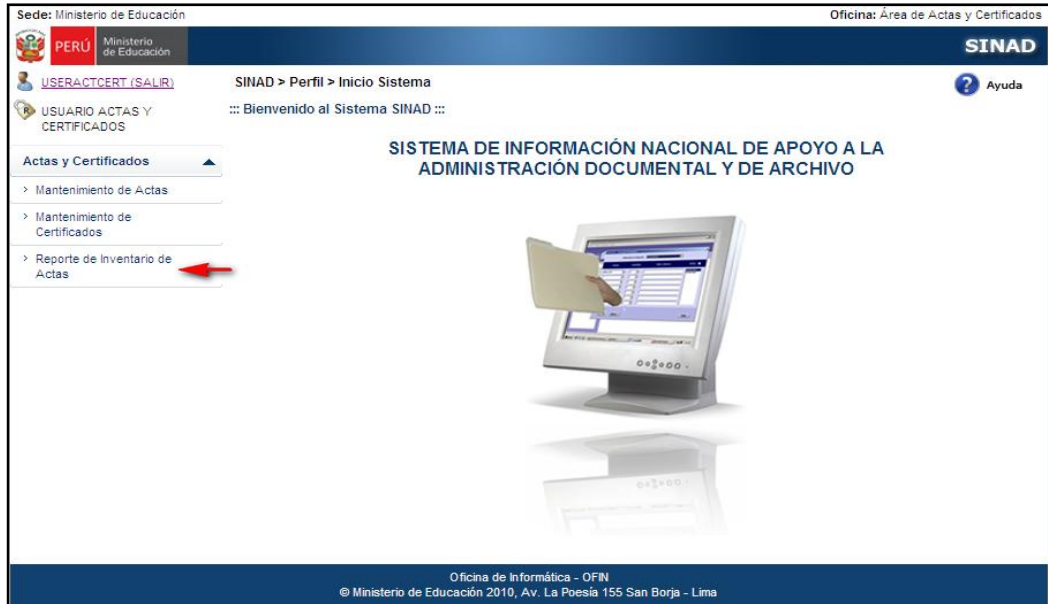 Sede: Ministerio de Educación
Oficina: Área de Actas y Certificados
PERÚ
Ministerio
de Educación
SINAD
USERACTCERT (SALIR)
USUARIO ACTAS Y
CERTIFICADOS
SINAD > Perfil > Inicio Sistema
Ayuda
::: Bienvenido al Sistema SINAD :::
Actas y Certificados
> Mantenimiento de Actas
> Mantenimiento de
Certificados
> Reporte de Inventario de
Actas
SISTEMA DE INFORMACIÓN NACIONAL DE APOYO A LA
ADMINISTRACIÓN DOCUMENTAL Y DE ARCHIVO
Oficina de Informática - OFIN
© Ministerio de Educación 2010, Av. La Poesía 155 San Borja - Lima